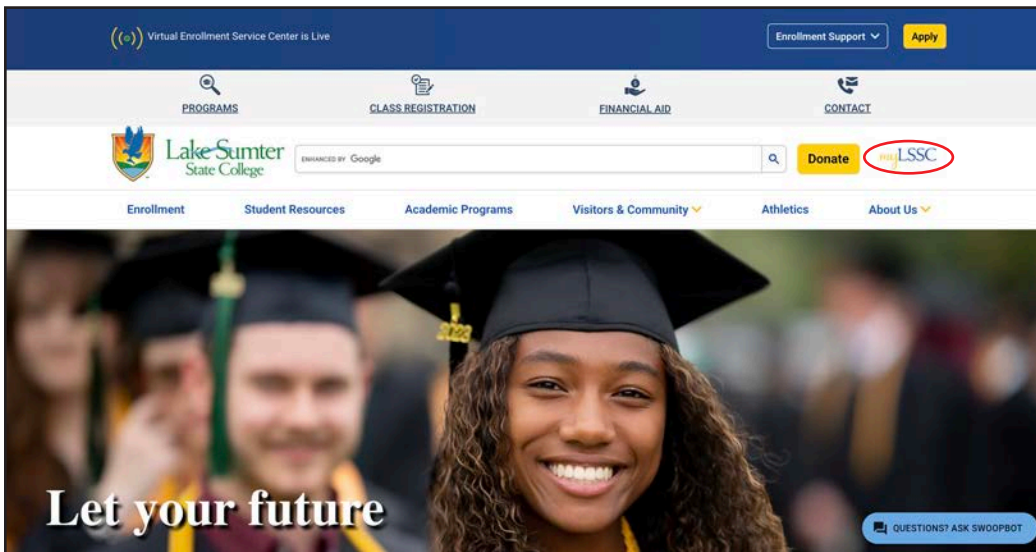 Virtual Enrollment Service Center is Live
Enrollment Support
Apply
PROGRAMS
CLASS REGISTRATION
FINANCIAL AID
CONTACT
Lake-Sumter
State College
ENHANCED BY Google
Donate
myLSSC
Enrollment
Student Resources
Academic Programs
Visitors & Community
Athletics
About Us
2023
Let your future
QUESTIONS? ASK SWOOPBOT